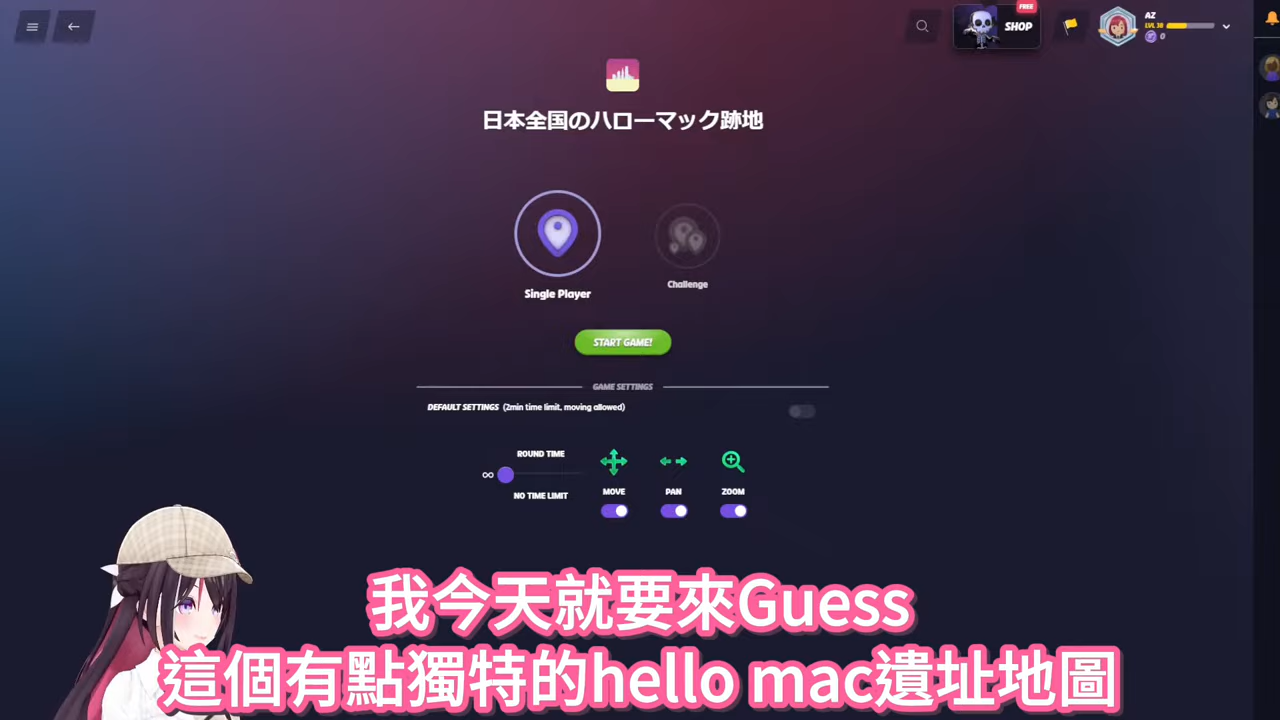 FREE
SHOP
AZ
LVL 38
0
日本全国のハローマック跡地
Single Player
Challenge
START GAME!
GAME SETTINGS
DEFAULT SETTINGS (2min time limit, moving allowed)
ROUND TIME
∞
NO TIME LIMIT
MOVE
PAN
ZOOM
我今天就要來Guess
這個有點獨特的hello mac遺址地圖